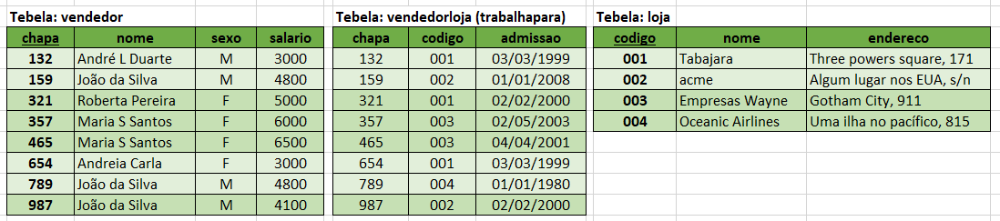 Tebela: vendedor
chapa nome sexo salario
132 André L Duarte M 3000
159 João da Silva M 4800
321 Roberta Pereira F 5000
357 Maria S Santos F 6000
465 Maria S Santos F 6500
654 Andreia Carla F 3000
789 João da Silva M 4800
987 João da Silva M 4100
Tebela: vendedorloja (trabalhapara)
chapa codigo admissao
132 001 03/03/1999
159 002 01/01/2008
321 001 02/02/2000
357 003 02/05/2003
465 003 04/04/2001
654 001 03/03/1999
789 004 01/01/1980
987 002 02/02/2000
Tebela: loja
codigo nome endereco
001 Tabajara Three powers square, 171
002 acme Algum lugar nos EUA, s/n
003 Empresas Wayne Gotham City, 911
004 Oceanic Airlines Uma ilha no pacífico, 815